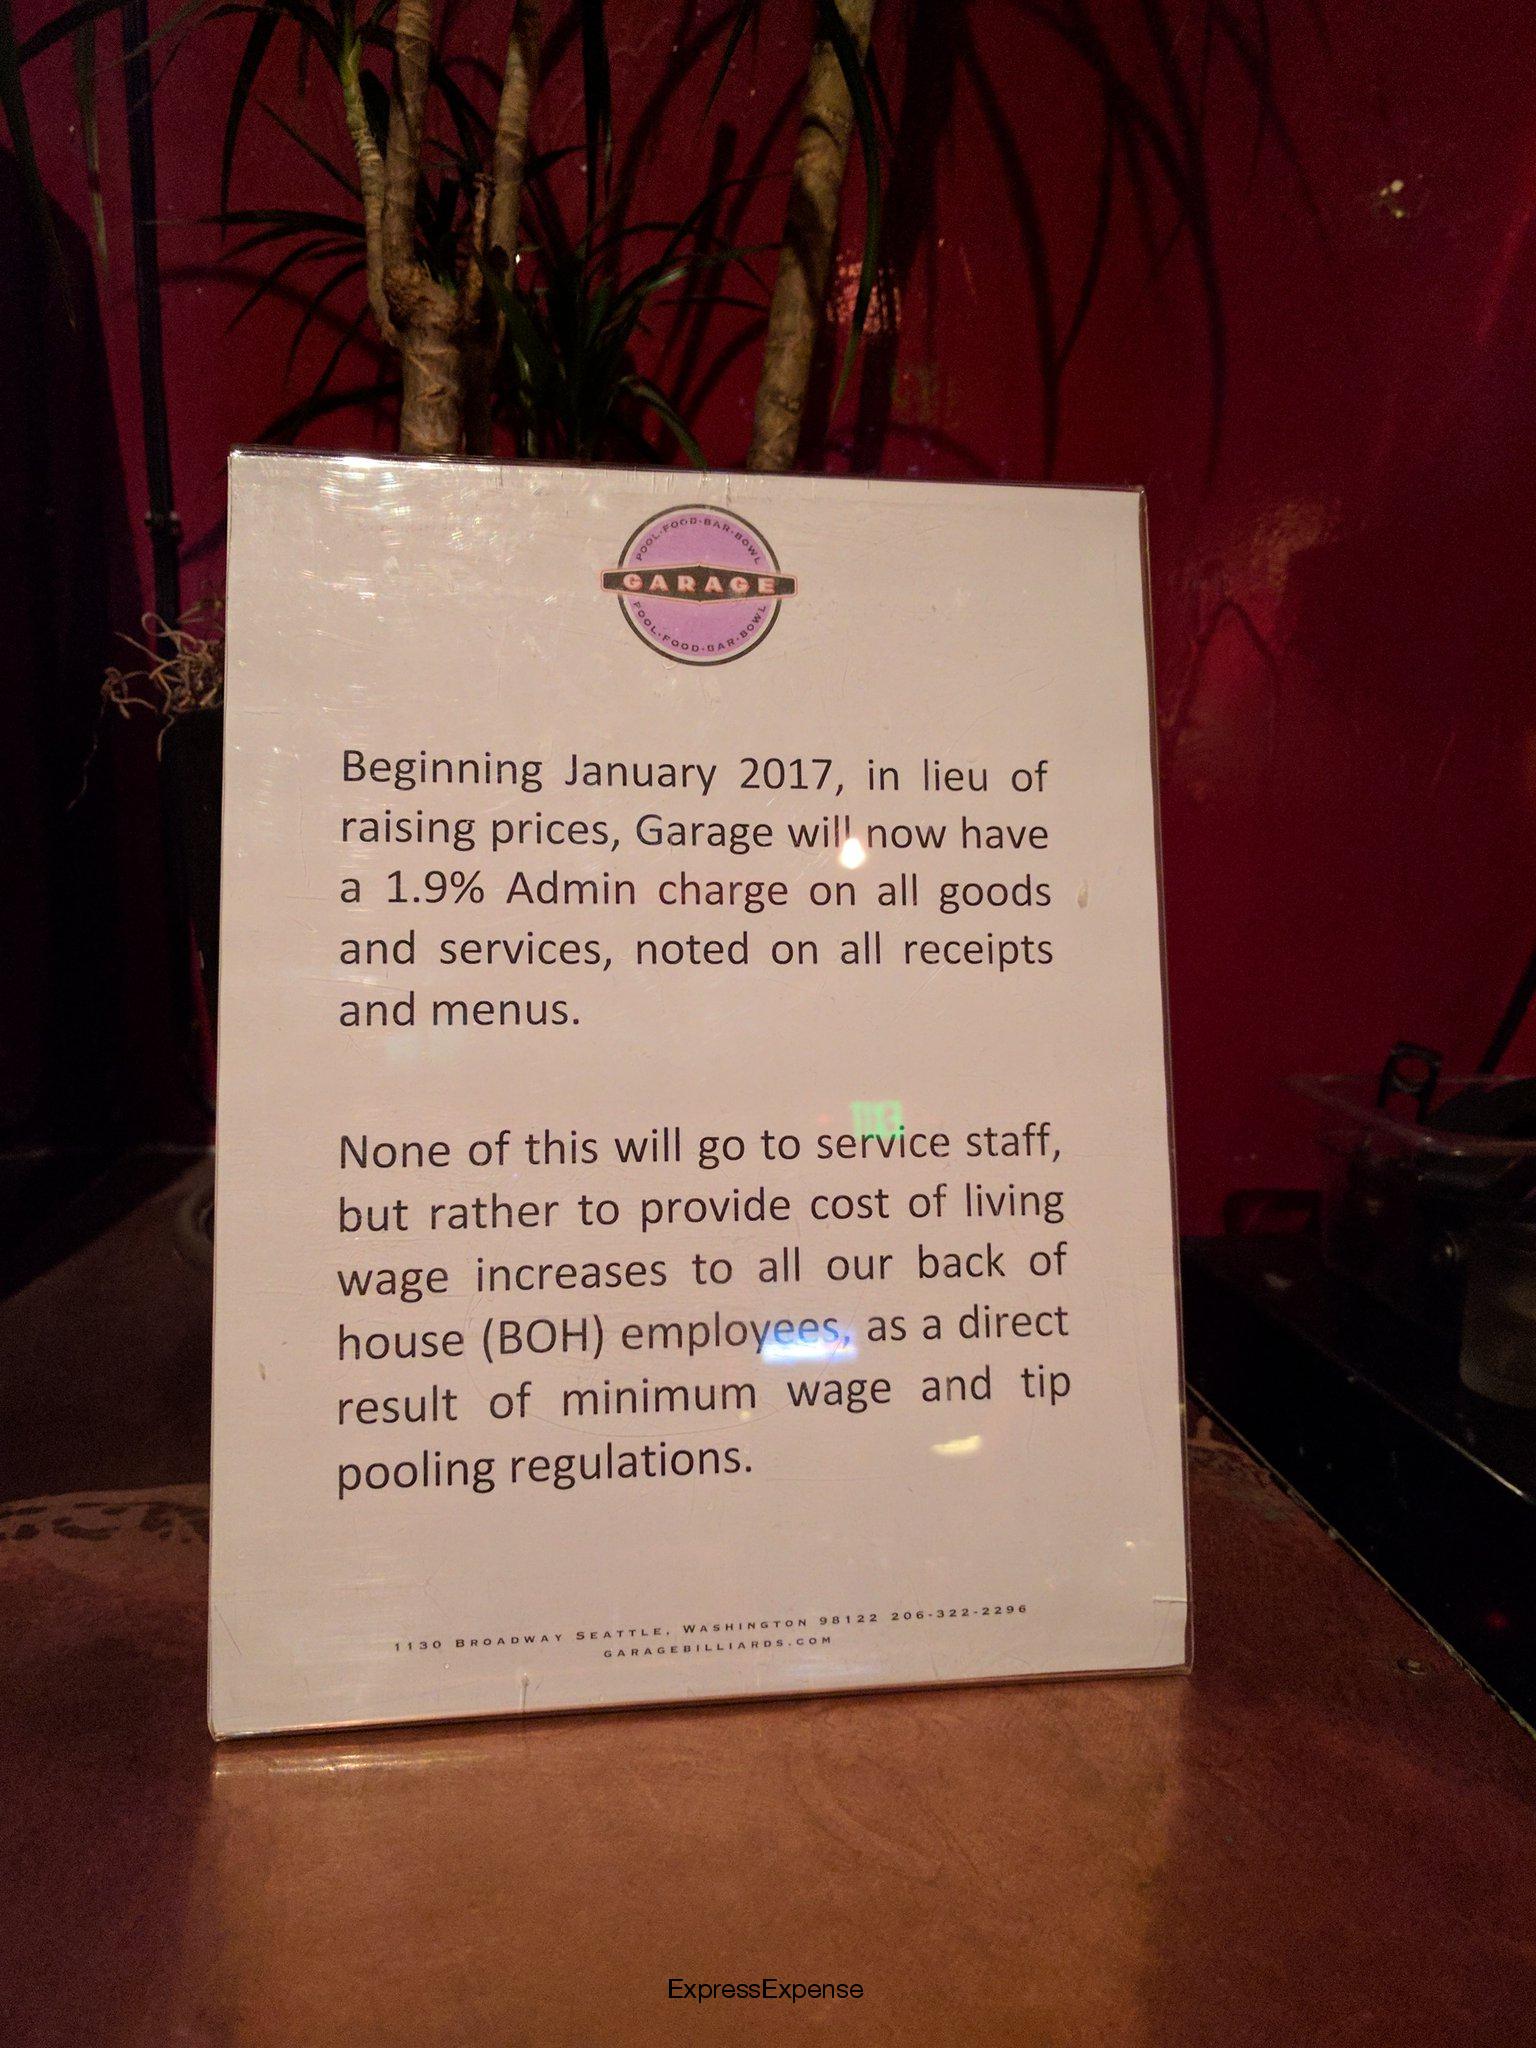 POOL·FOOD·BAR·BOWL
GARAGE
POOL·FOOD·BAR·BOWL
Beginning January 2017, in lieu of
raising prices, Garage will now have
a 1.9% Admin charge on all goods
and services, noted on all receipts
and menus.
None of this will go to service staff,
but rather to provide cost of living
wage increases to all our back of
house (BOH) employees, as a direct
result of minimum wage and tip
pooling regulations.
1130 BROADWAY SEATTLE, WASHINGTON 98122 206-322-2296
GARAGEBILLIARDS.COM
ExpressExpense